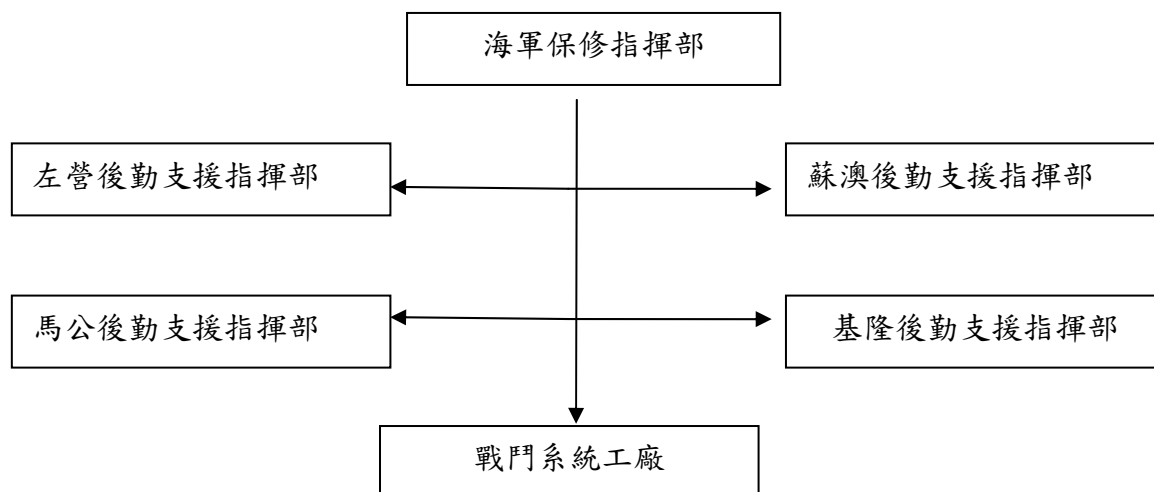 海軍保修指揮部
左營後勤支援指揮部
蘇澳後勤支援指揮部
馬公後勤支援指揮部
基隆後勤支援指揮部
戰鬥系統工廠